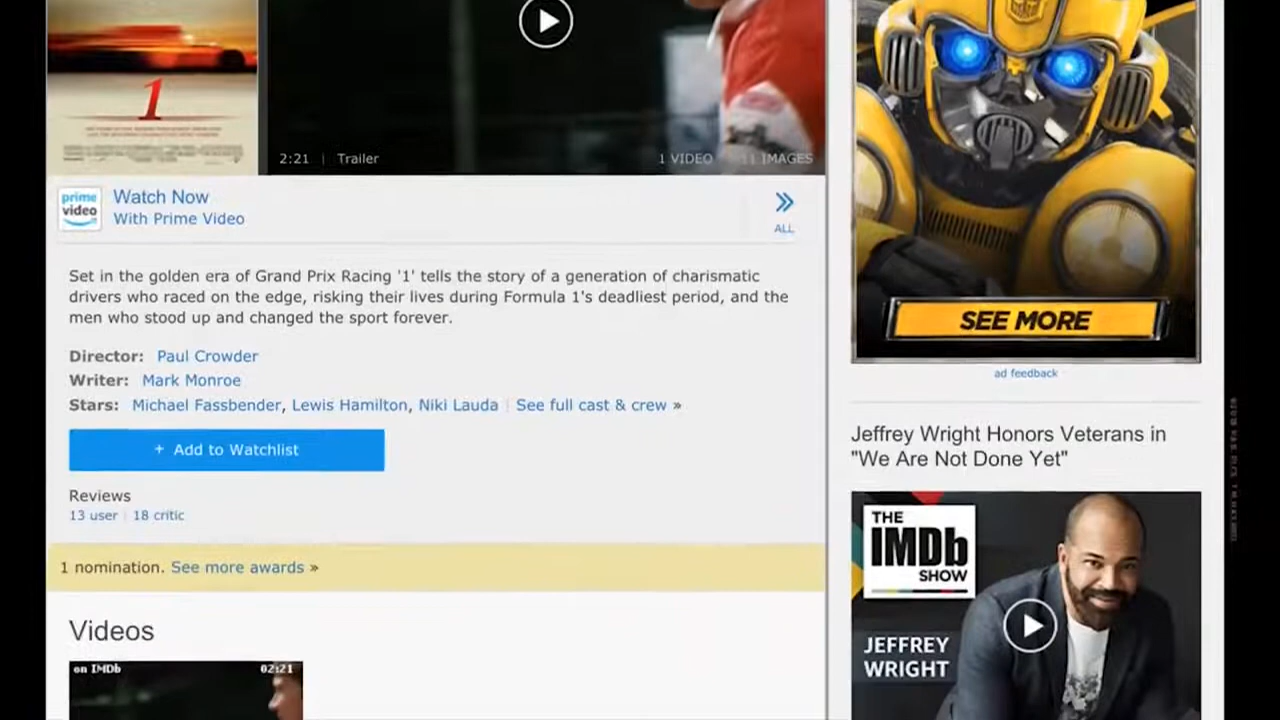 1
2:21 | Trailer
1 VIDEO
11 IMAGES
prime
video
Watch Now
With Prime Video
ALL
Set in the golden era of Grand Prix Racing '1' tells the story of a generation of charismatic
drivers who raced on the edge, risking their lives during Formula 1's deadliest period, and the
men who stood up and changed the sport forever.
Director: Paul Crowder
Writer: Mark Monroe
Stars: Michael Fassbender, Lewis Hamilton, Niki Lauda | See full cast & crew »
+ Add to Watchlist
Reviews
13 user | 18 critic
1 nomination. See more awards »
Videos
on IMDb 02:21
SEE MORE
ad feedback
Jeffrey Wright Honors Veterans in
"We Are Not Done Yet"
THE
IMDb
SHOW
JEFFREY
WRIGHT